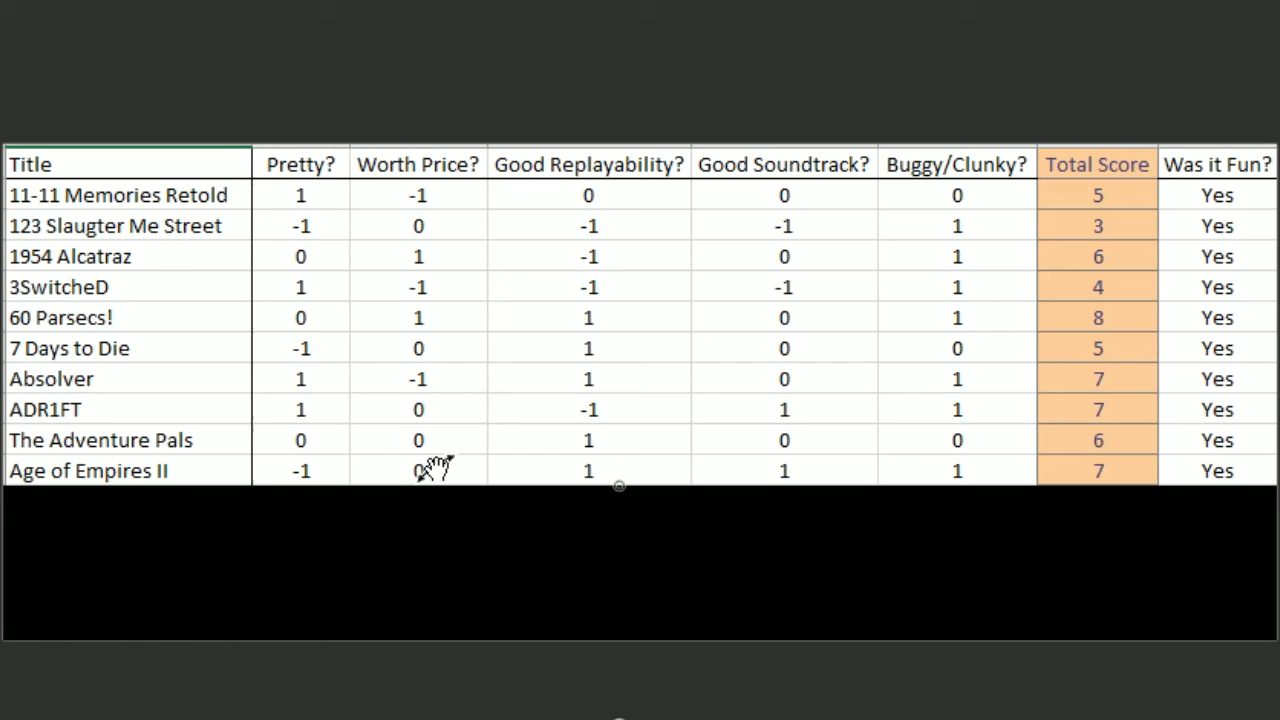 Title Pretty? Worth Price? Good Replayability? Good Soundtrack? Buggy/Clunky? Total Score Was it Fun?
11-11 Memories Retold 1 -1 0 0 0 5 Yes
123 Slaugter Me Street -1 0 -1 -1 1 3 Yes
1954 Alcatraz 0 1 -1 0 1 6 Yes
3SwitcheD 1 -1 -1 -1 1 4 Yes
60 Parsecs! 0 1 1 0 1 8 Yes
7 Days to Die -1 0 1 0 0 5 Yes
Absolver 1 -1 1 0 1 7 Yes
ADR1FT 1 0 -1 1 1 7 Yes
The Adventure Pals 0 0 1 0 0 6 Yes
Age of Empires II -1 0 1 1 1 7 Yes